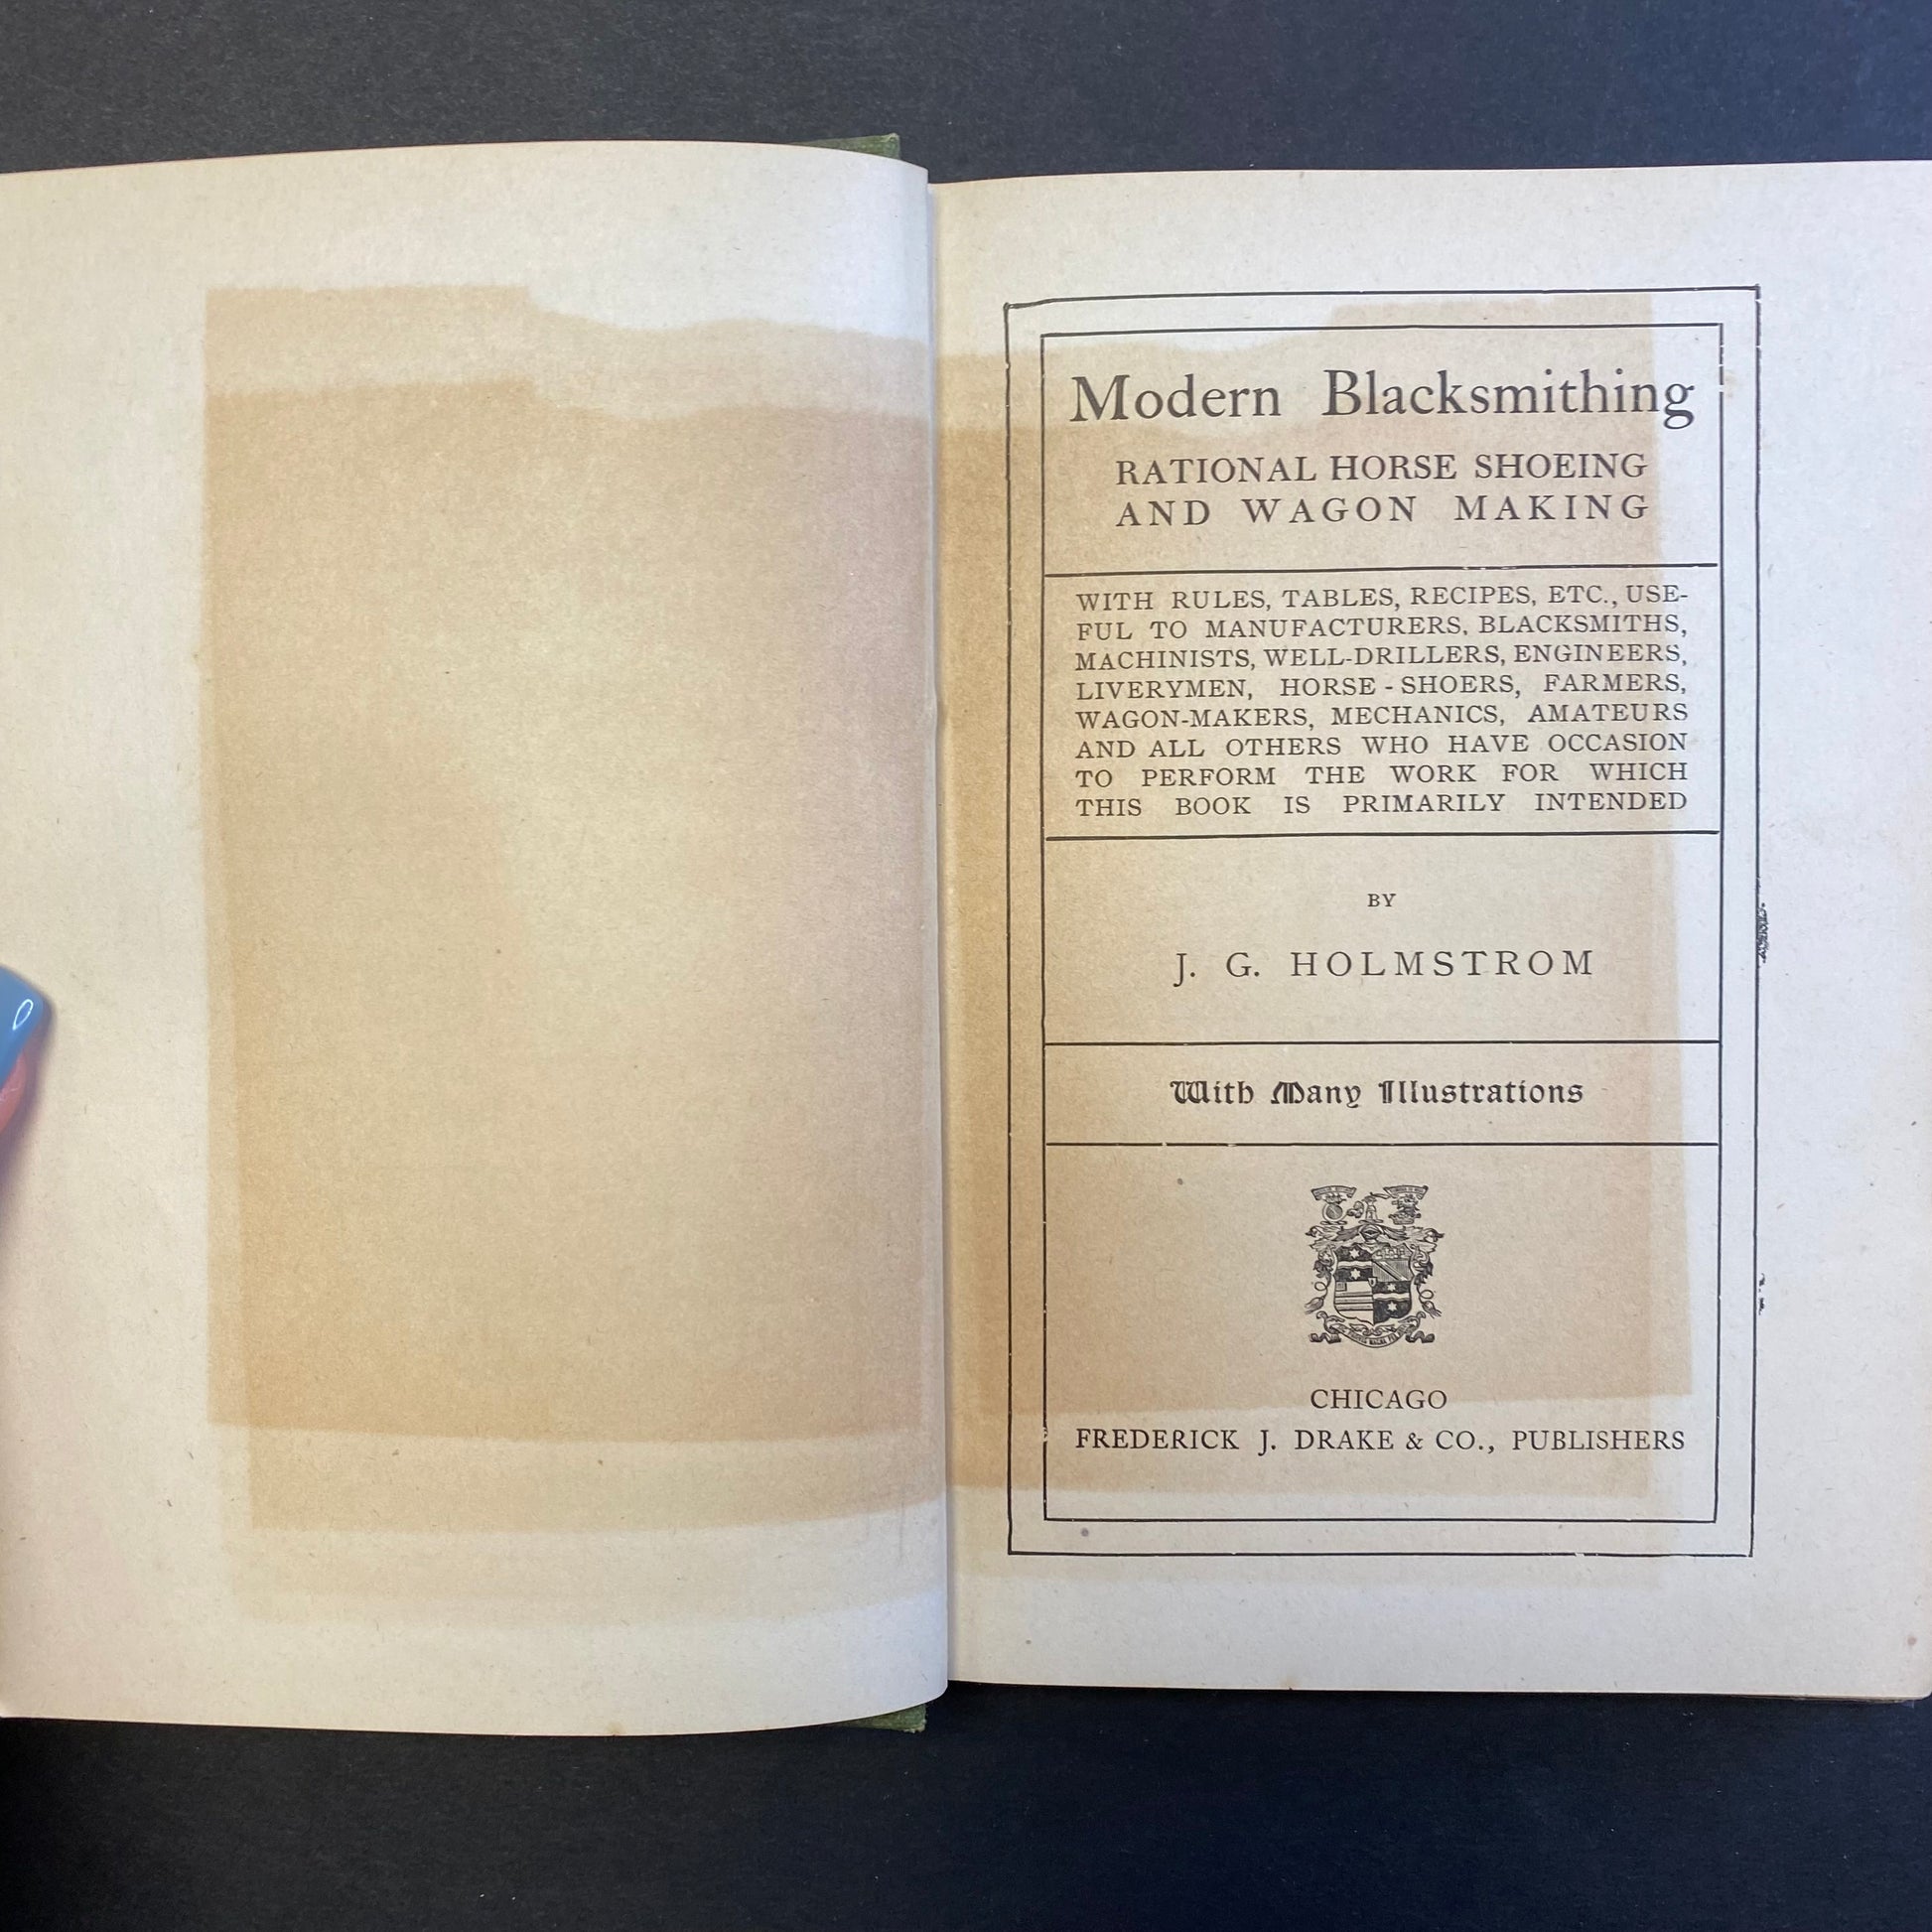 Modern Blacksmithing
RATIONAL HORSE SHOEING
AND WAGON MAKING
WITH RULES, TABLES, RECIPES, ETC., USE-
FUL TO MANUFACTURERS, BLACKSMITHS,
MACHINISTS, WELL-DRILLERS, ENGINEERS,
LIVERYMEN, HORSE-SHOERS, FARMERS,
WAGON-MAKERS, MECHANICS, AMATEURS
AND ALL OTHERS WHO HAVE OCCASION
TO PERFORM THE WORK FOR WHICH
THIS BOOK IS PRIMARILY INTENDED
BY
J. G. HOLMSTROM
With Many Illustrations
CHICAGO
FREDERICK J. DRAKE & CO., PUBLISHERS